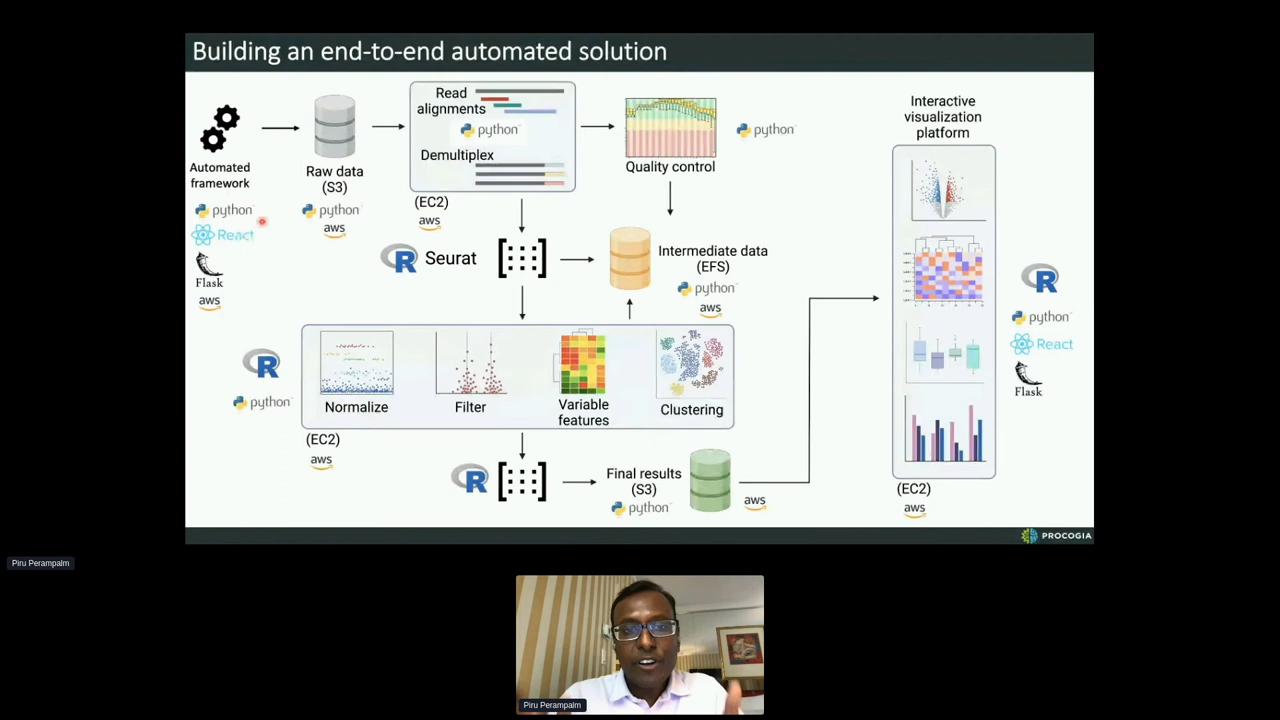 Building an end-to-end automated solution
Automated
framework
python
React
Flask
aws
Raw data
(S3)
python
aws
Read
alignments
python
Demultiplex
(EC2)
aws
Quality control
python
R Seurat
Intermediate data
(EFS)
python
aws
R
python
Normalize
Filter
Variable
features
Clustering
(EC2)
aws
R
Final results
(S3)
python
aws
Interactive
visualization
platform
(EC2)
aws
R
python
React
Flask
PROCOGIA
Piru Perampalm
Piru Perampalm